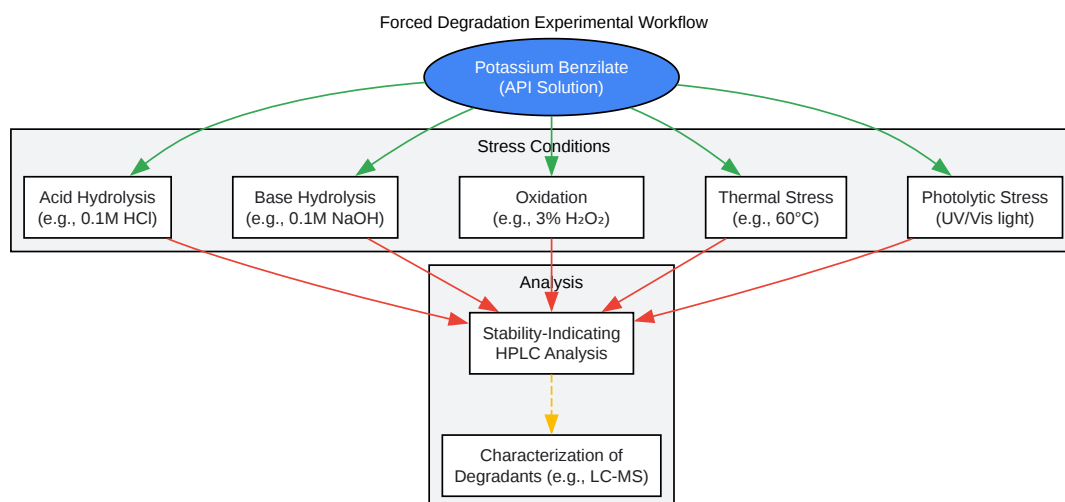 Forced Degradation Experimental Workflow
Potassium Benzilate
(API Solution)
Stress Conditions
Acid Hydrolysis
(e.g., 0.1M HCl)
Base Hydrolysis
(e.g., 0.1M NaOH)
Oxidation
(e.g., 3% H₂O₂)
Thermal Stress
(e.g., 60°C)
Photolytic Stress
(UV/Vis light)
Analysis
Stability-Indicating
HPLC Analysis
Characterization of
Degradants (e.g., LC-MS)